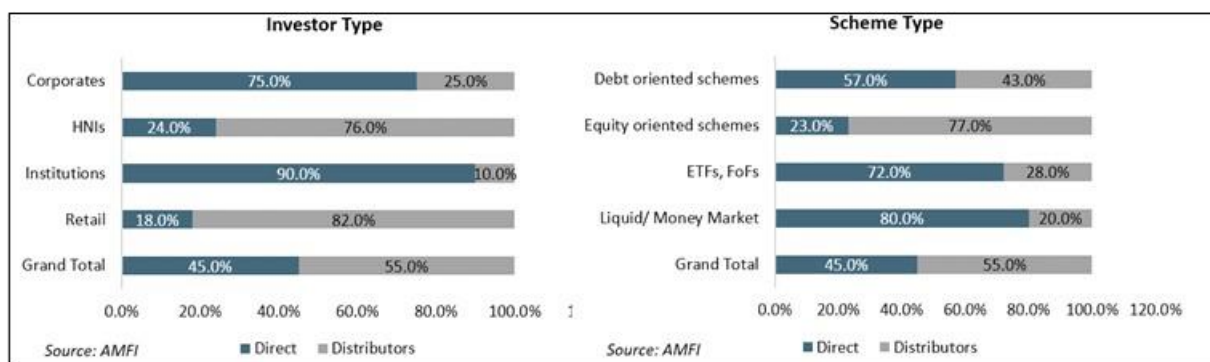 Investor Type
Corporates 75.0% 25.0%
HNIs 24.0% 76.0%
Institutions 90.0% 10.0%
Retail 18.0% 82.0%
Grand Total 45.0% 55.0%
0.0% 20.0% 40.0% 60.0% 80.0% 100.0%
Source: AMFI Direct Distributors
Scheme Type
Debt oriented schemes 57.0% 43.0%
Equity oriented schemes 23.0% 77.0%
ETFs, FoFs 72.0% 28.0%
Liquid/ Money Market 80.0% 20.0%
Grand Total 45.0% 55.0%
0.0% 20.0% 40.0% 60.0% 80.0% 100.0% 120.0%
Source: AMFI Direct Distributors